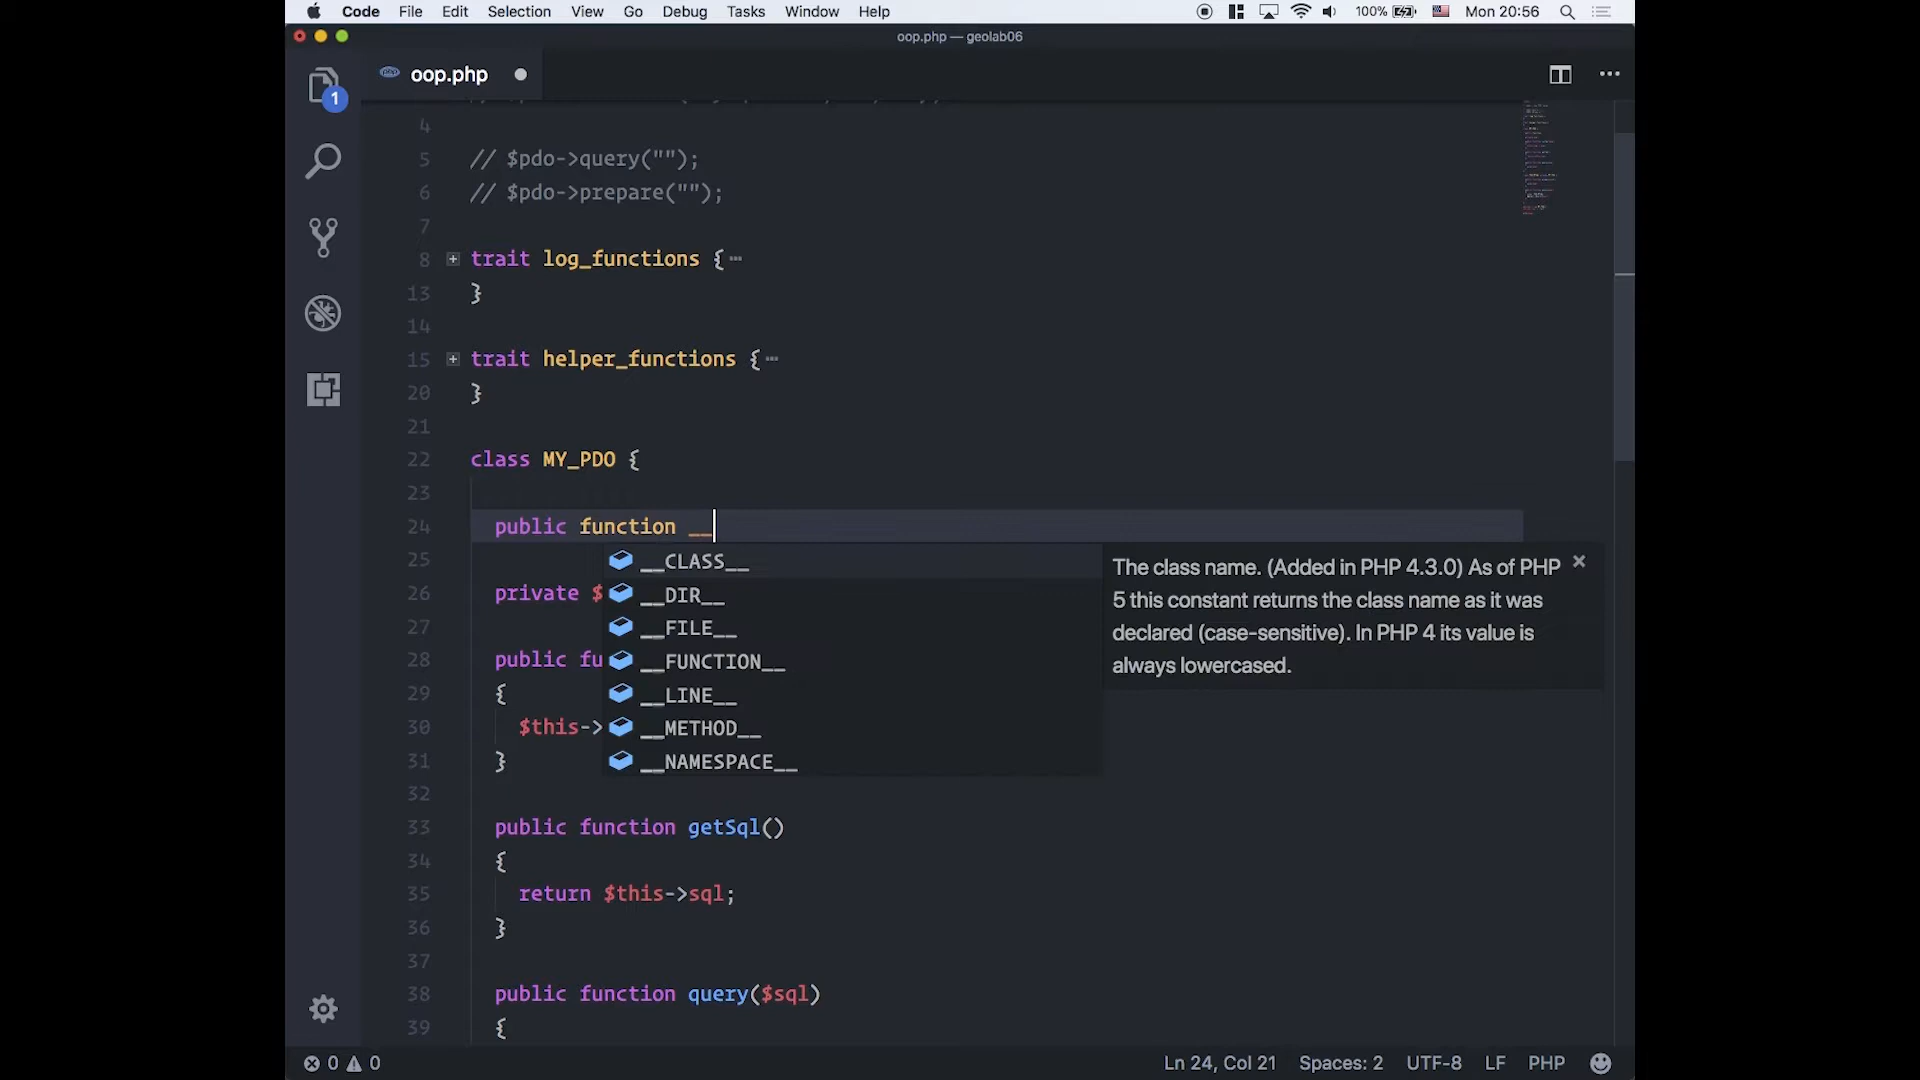 Code File Edit Selection View Go Debug Tasks Window Help 100% Mon 20:56
oop.php — geolab06
php oop.php
1
4
5 // $pdo->query("");
6 // $pdo->prepare("");
7
8 trait log_functions {
13 }
14
15 trait helper_functions {
20 }
21
22 class MY_PDO {
23
24 public function __
25 __CLASS__
The class name. (Added in PHP 4.3.0) As of PHP
5 this constant returns the class name as it was
declared (case-sensitive). In PHP 4 its value is
always lowercased.
26 private $ __DIR__
27 __FILE__
28 public fu __FUNCTION__
29 { __LINE__
30 $this-> __METHOD__
31 } __NAMESPACE__
32
33 public function getSql()
34 {
35 return $this->sql;
36 }
37
38 public function query($sql)
39 {
0 0 Ln 24, Col 21 Spaces: 2 UTF-8 LF PHP